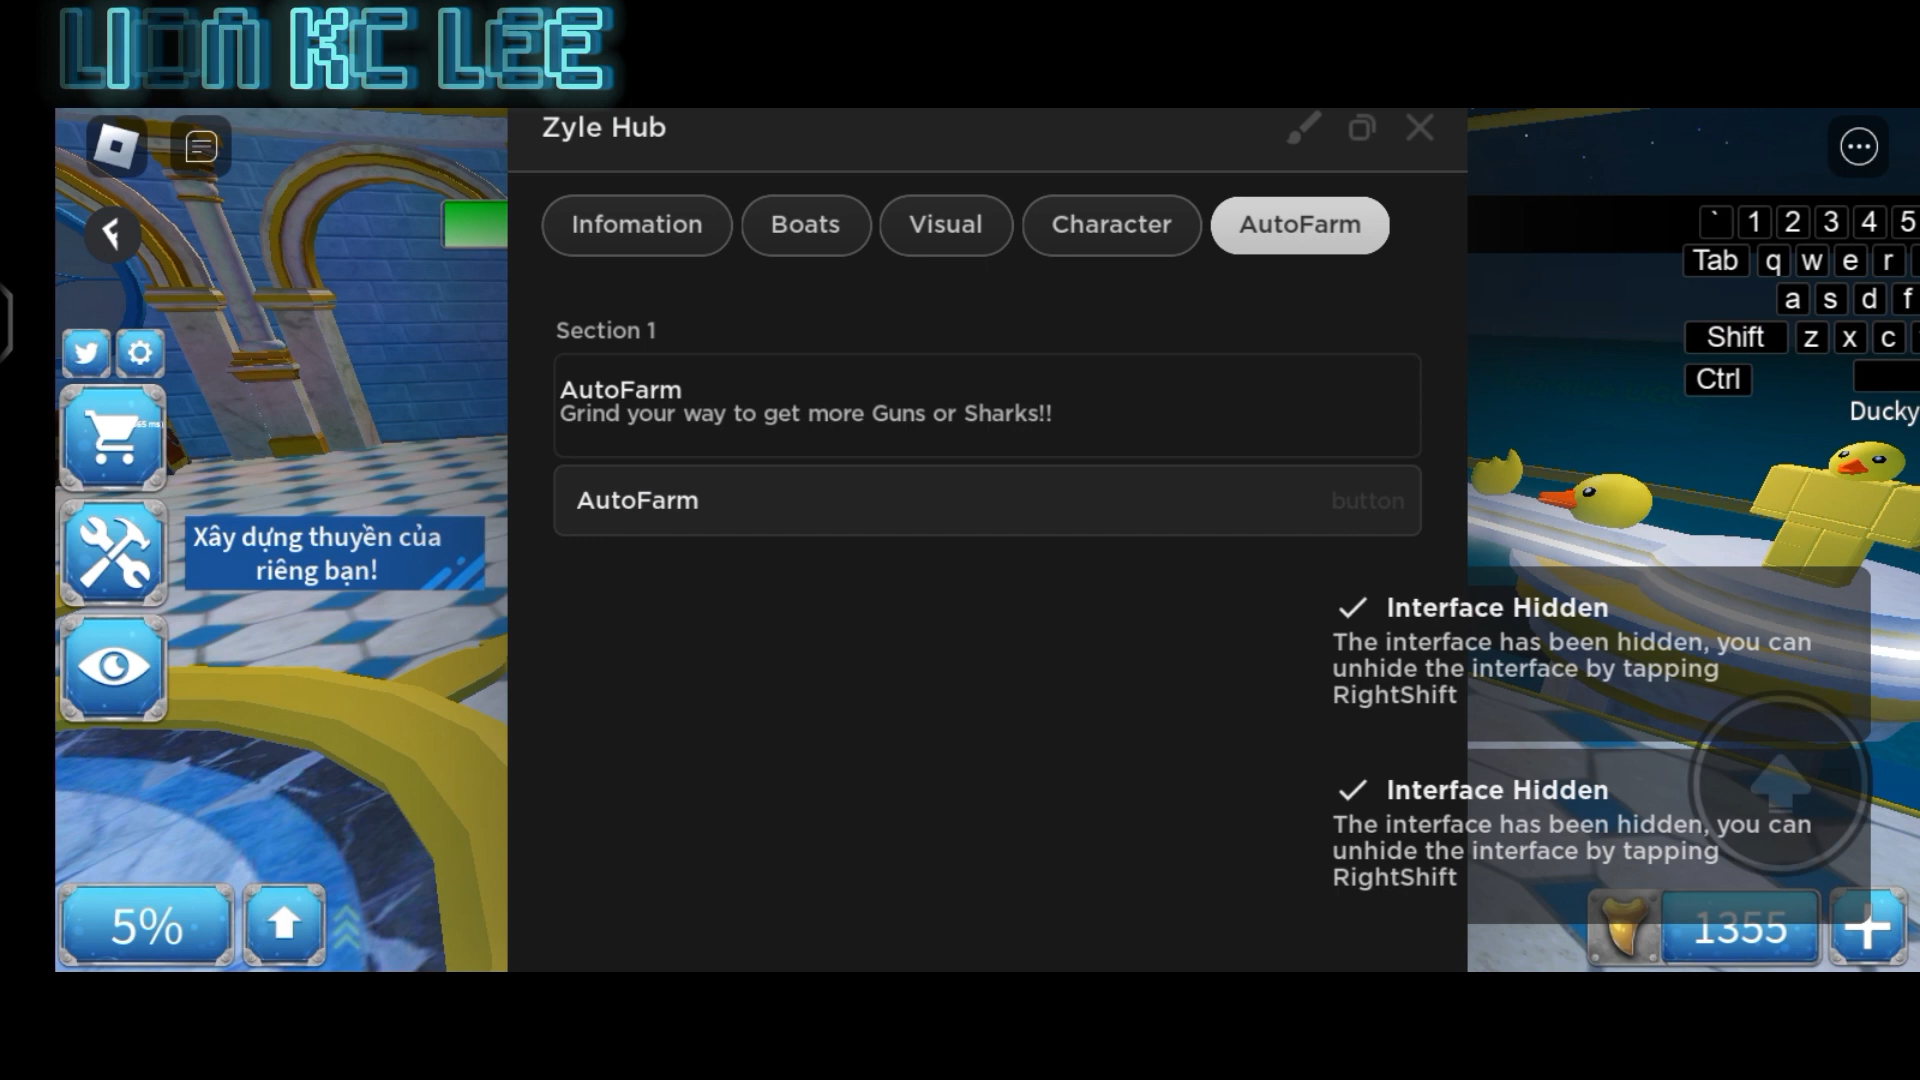 LION KC LEE
Zyle Hub
Infomation
Boats
Visual
Character
AutoFarm
Section 1
AutoFarm
Grind your way to get more Guns or Sharks!!
AutoFarm
button
` 1 2 3 4 5
Tab q w e r
a s d f
Shift z x c
Ctrl
Ducky
Xây dựng thuyền của
riêng bạn!
Interface Hidden
The interface has been hidden, you can
unhide the interface by tapping
RightShift
Interface Hidden
The interface has been hidden, you can
unhide the interface by tapping
RightShift
5%
1355